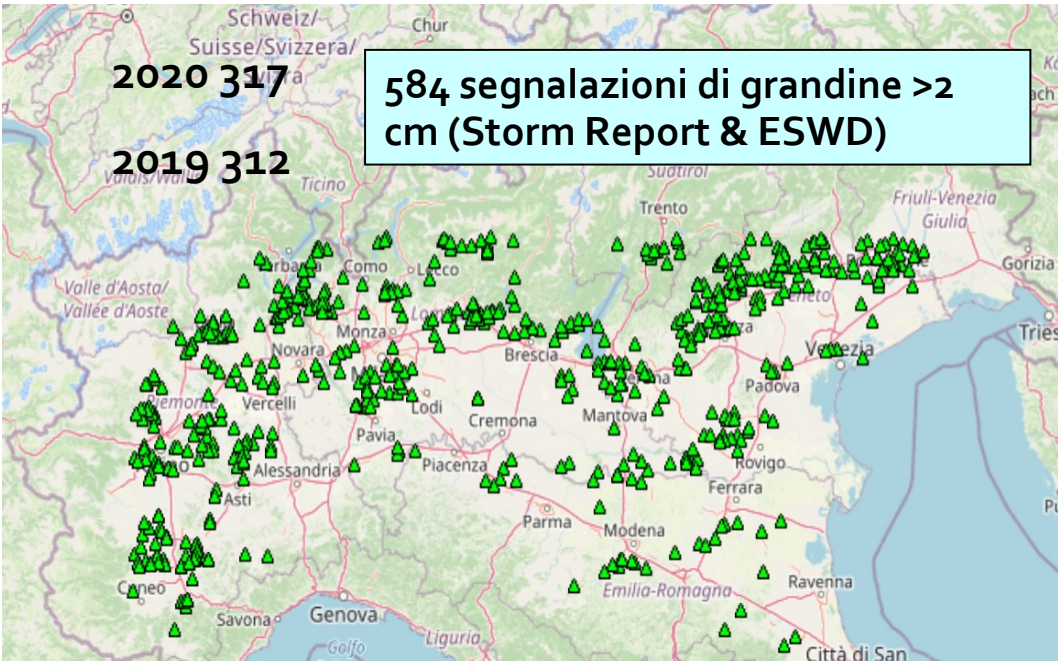 Schweiz/
Suisse/Svizzera/
Svizra
Chur
2020 317
584 segnalazioni di grandine >2
cm (Storm Report & ESWD)
2019 312
Valais/Wallis
Ticino
Südtirol
Trento
Friuli-Venezia
Giulia
Gorizia
Como
Lecco
Valle d'Aosta/
Vallée d'Aoste
Veneto
Monza
Novara
Brescia
Venezia
Padova
Vercelli
Piemonte
Lodi
Cremona
Mantova
Pavia
Piacenza
Rovigo
Alessandria
Asti
Ferrara
Parma
Modena
Cuneo
Emilia-Romagna
Ravenna
Genova
Savona
Liguria
Golfo
Città di San